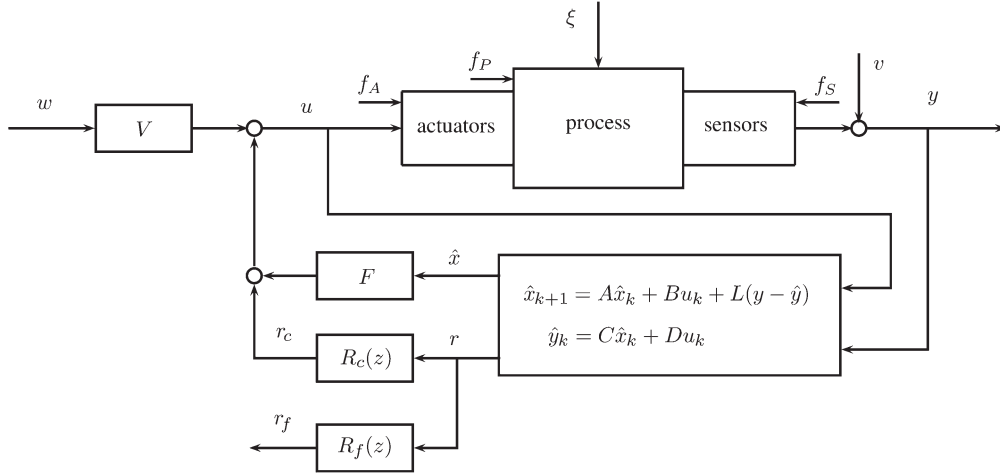 ξ
f_P
f_A
f_S
v
w
u
y
V
actuators
process
sensors
x̂
F
x̂_{k+1} = Ax̂_k + Bu_k + L(y − ŷ)
ŷ_k = Cx̂_k + Du_k
r_c
r
R_c(z)
r_f
R_f(z)